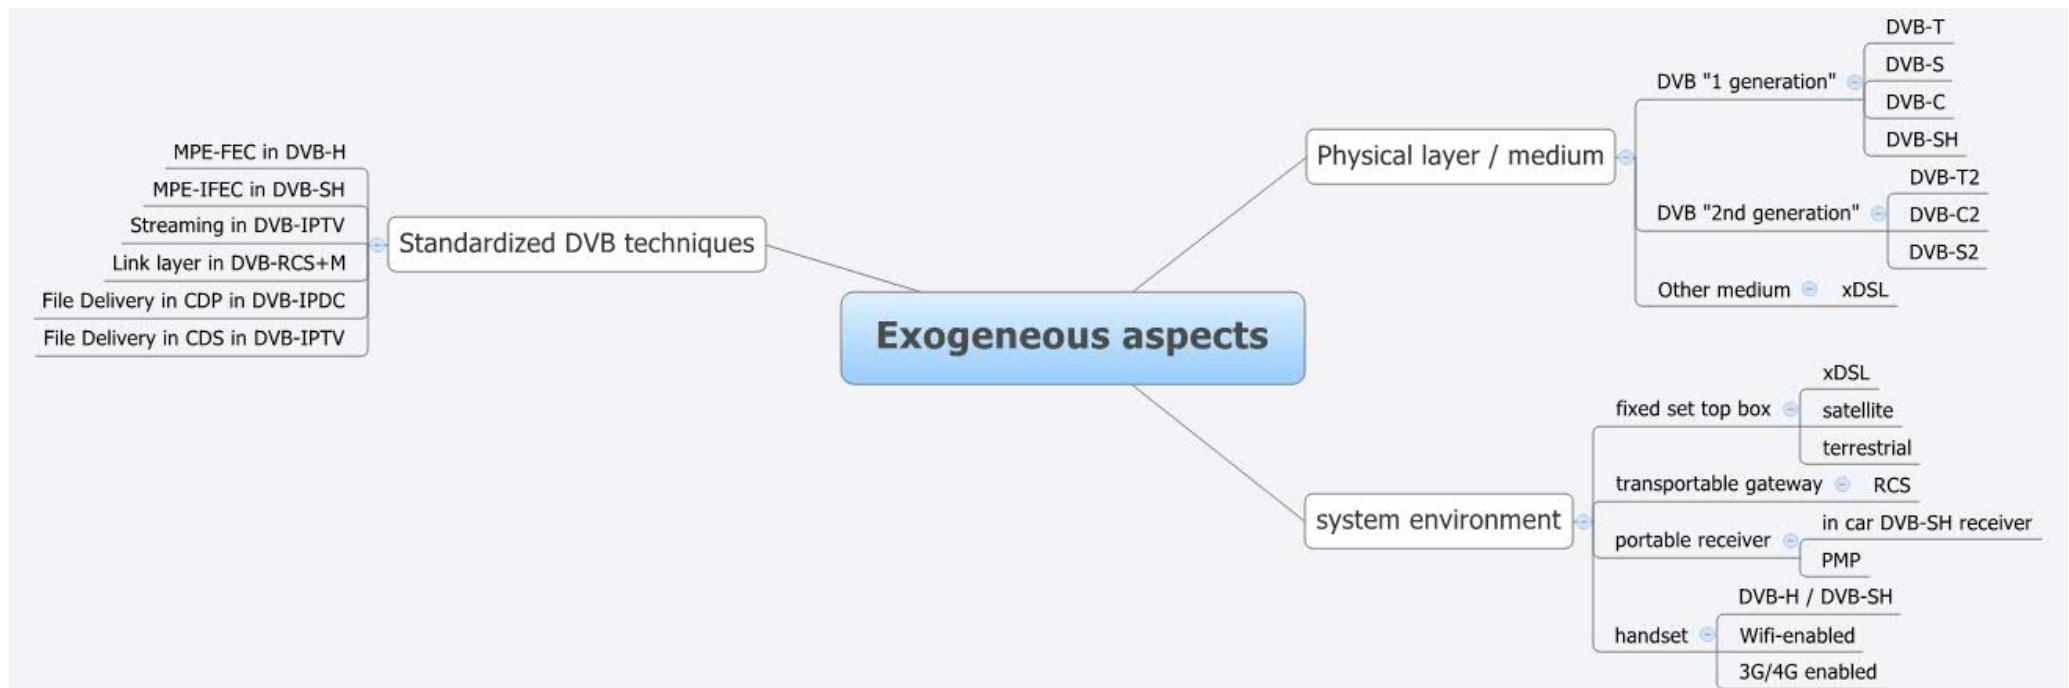 Exogeneous aspects
Standardized DVB techniques
MPE-FEC in DVB-H
MPE-IFEC in DVB-SH
Streaming in DVB-IPTV
Link layer in DVB-RCS+M
File Delivery in CDP in DVB-IPDC
File Delivery in CDS in DVB-IPTV
Physical layer / medium
DVB "1 generation"
DVB-T
DVB-S
DVB-C
DVB-SH
DVB "2nd generation"
DVB-T2
DVB-C2
DVB-S2
Other medium
xDSL
system environment
fixed set top box
xDSL
satellite
terrestrial
transportable gateway
RCS
portable receiver
in car DVB-SH receiver
PMP
handset
DVB-H / DVB-SH
Wifi-enabled
3G/4G enabled